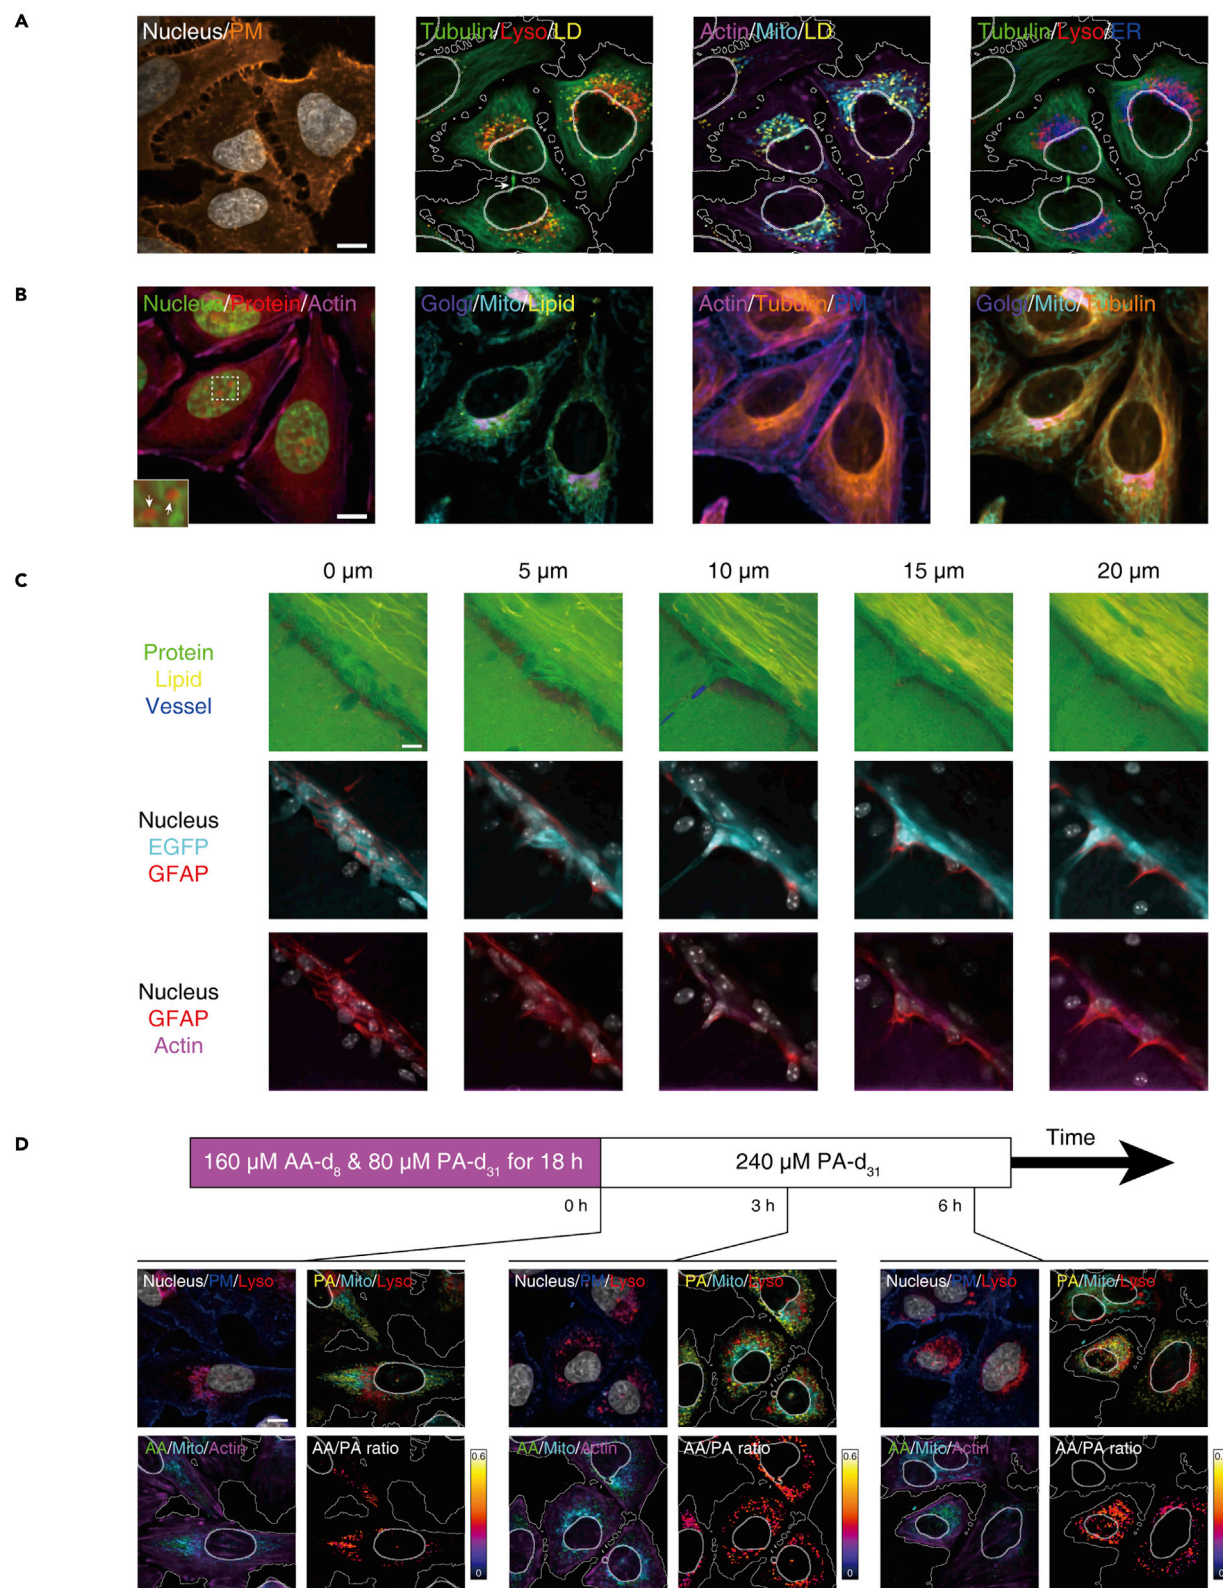 A
Nucleus/PM
Tubulin/Lyso/LD
Actin/Mito/LD
Tubulin/Lyso/ER
B
Nucleus/Protein/Actin
Golgi/Mito/Lipid
Actin/Tubulin/PM
Golgi/Mito/Tubulin
C
0 µm
5 µm
10 µm
15 µm
20 µm
Protein
Lipid
Vessel
Nucleus
EGFP
GFAP
Nucleus
GFAP
Actin
D
160 µM AA-d8 & 80 µM PA-d31 for 18 h
240 µM PA-d31
Time
0 h
3 h
6 h
Nucleus/PM/Lyso
PA/Mito/Lyso
Nucleus/PM/Lyso
PA/Mito/Lyso
Nucleus/PM/Lyso
PA/Mito/Lyso
AA/Mito/Actin
AA/PA ratio
0.6
0
AA/Mito/Actin
AA/PA ratio
0.6
0
AA/Mito/Actin
AA/PA ratio